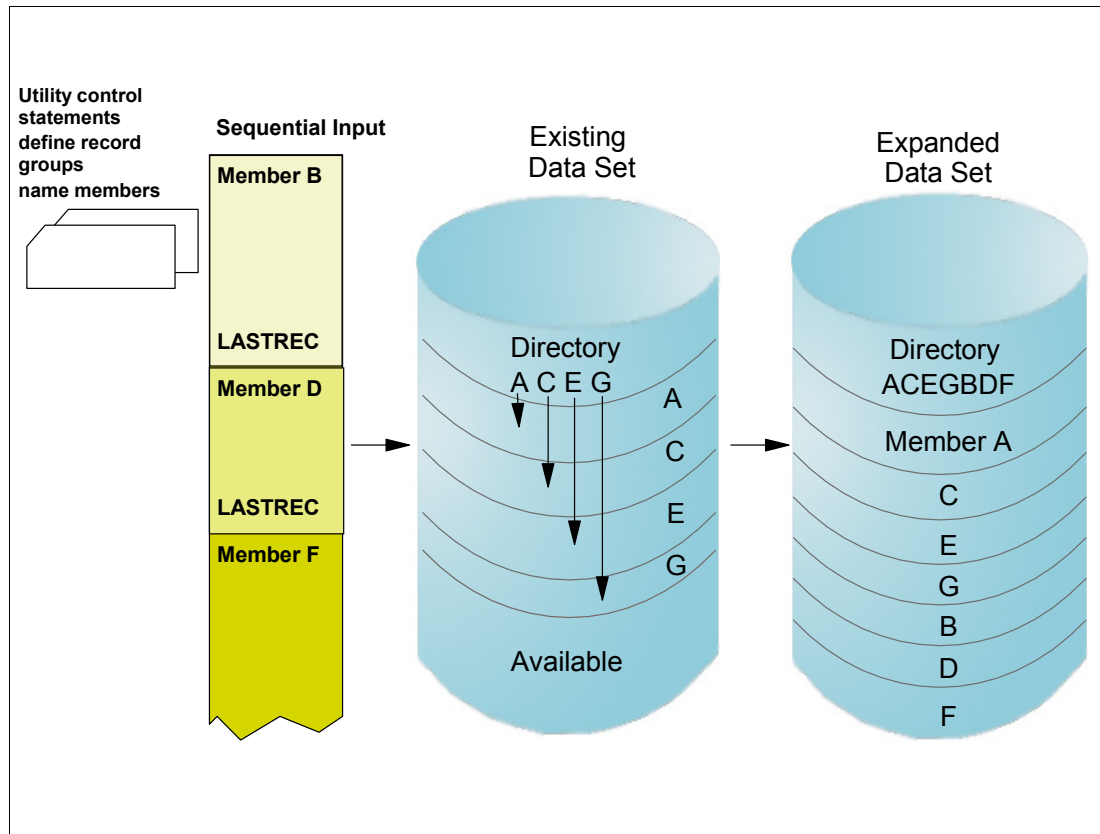 Utility control
statements
define record
groups
name members
Sequential Input
Member B
LASTREC
Member D
LASTREC
Member F
Existing
Data Set
Directory
A C E G
A
C
E
G
Available
Expanded
Data Set
Directory
ACEGBDF
Member A
C
E
G
B
D
F